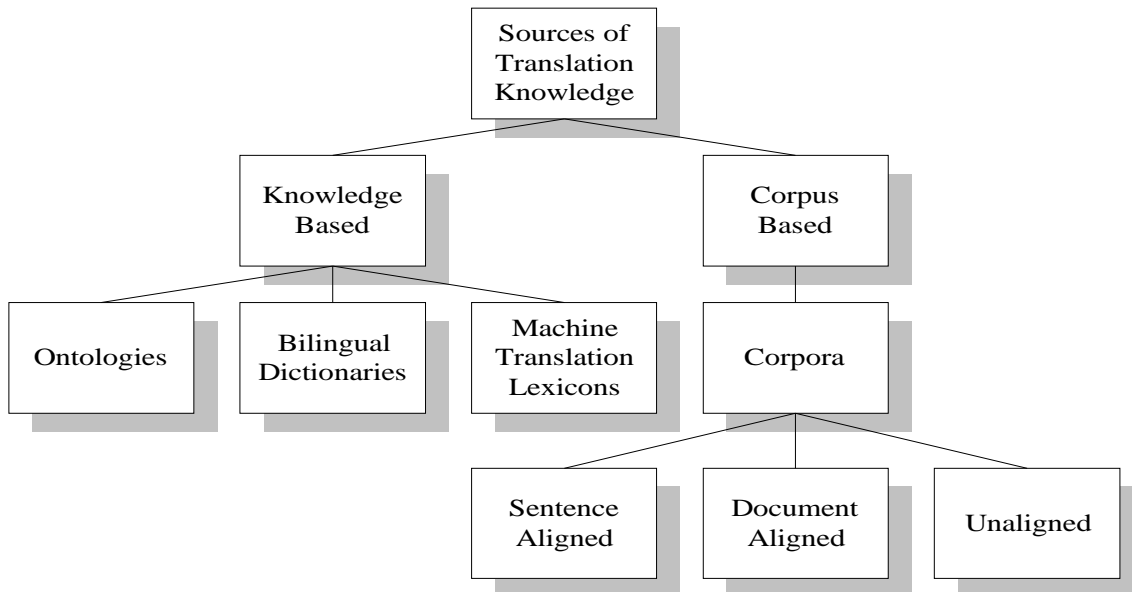 Sources of
Translation
Knowledge
Knowledge
Based
Corpus
Based
Ontologies
Bilingual
Dictionaries
Machine
Translation
Lexicons
Corpora
Sentence
Aligned
Document
Aligned
Unaligned